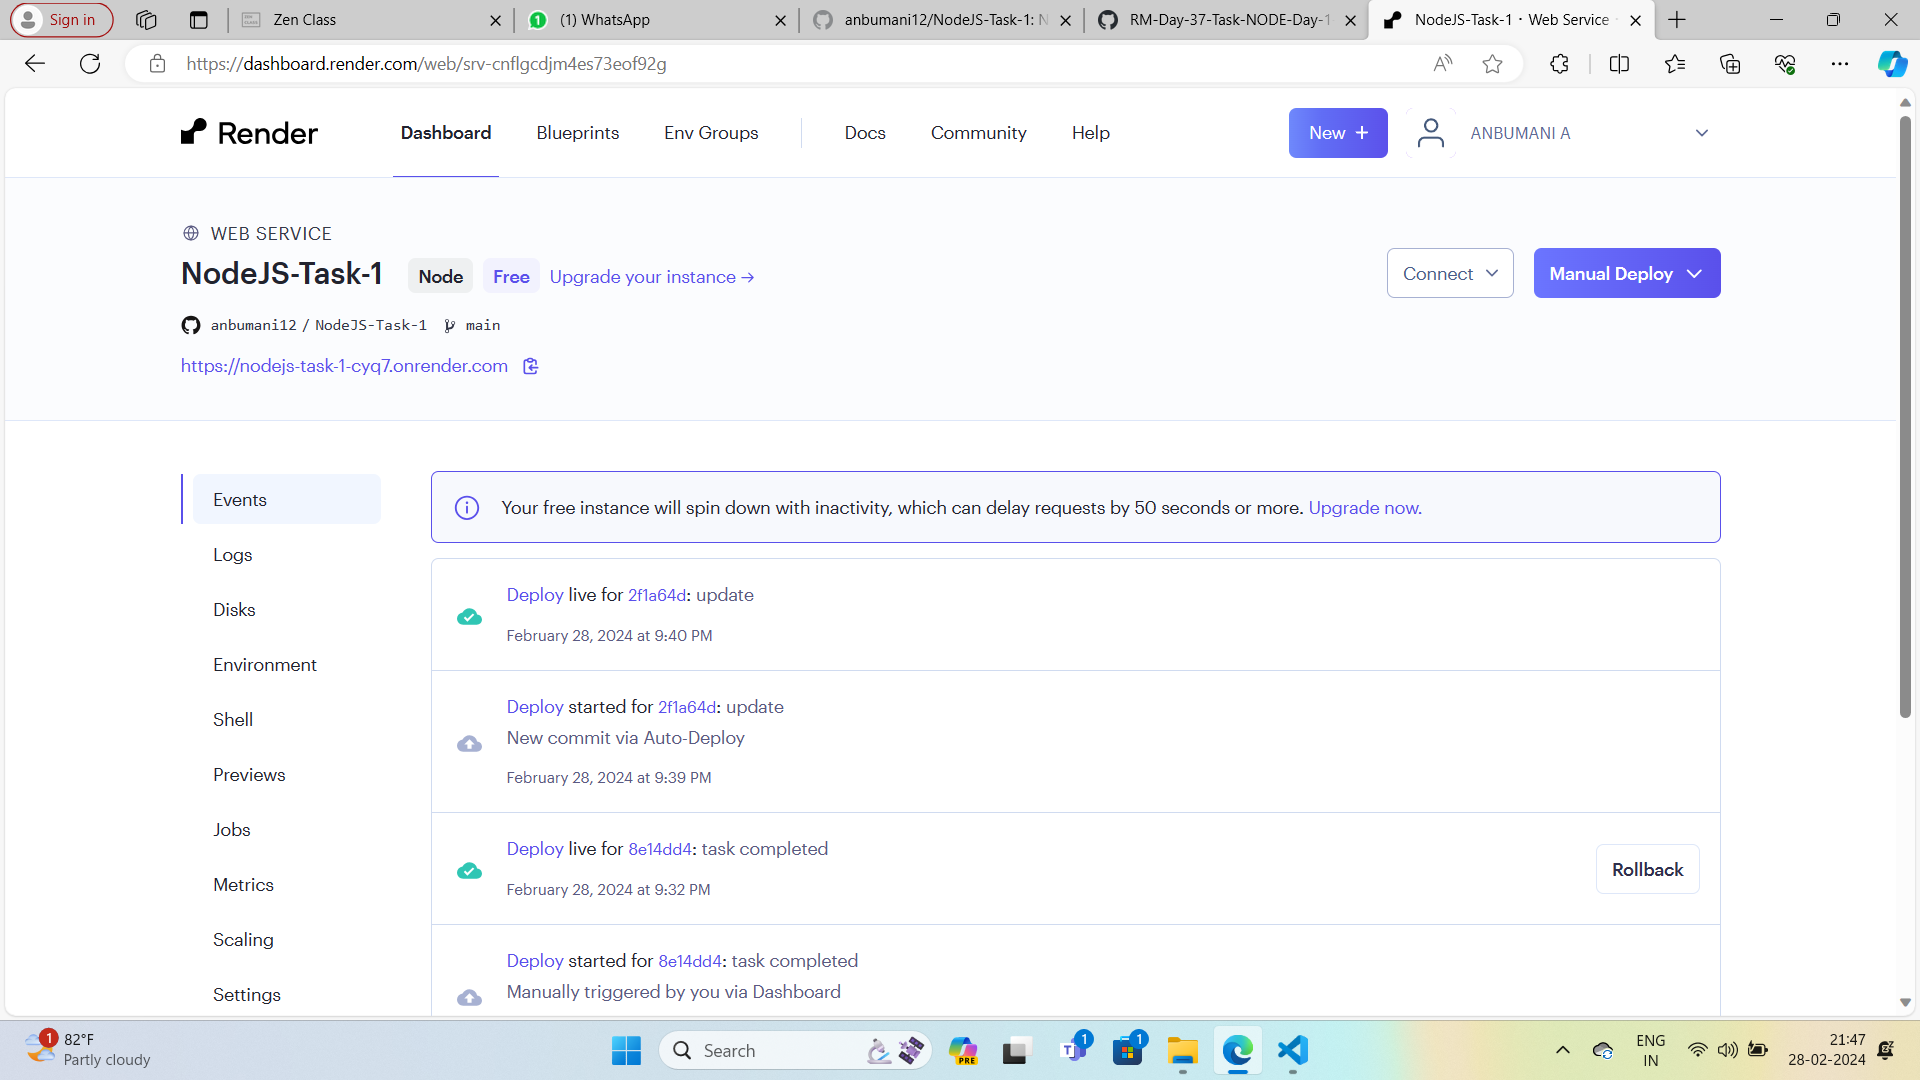 Sign in
Zen Class
(1) WhatsApp
anbumani12/NodeJS-Task-1: N
RM-Day-37-Task-NODE-Day-1
NodeJS-Task-1 · Web Service
https://dashboard.render.com/web/srv-cnflgcdjm4es73eof92g
Render
Dashboard
Blueprints
Env Groups
Docs
Community
Help
New +
ANBUMANI A
WEB SERVICE
NodeJS-Task-1
Node
Free
Upgrade your instance →
Connect
Manual Deploy
anbumani12 / NodeJS-Task-1 main
https://nodejs-task-1-cyq7.onrender.com
Events
Logs
Disks
Environment
Shell
Previews
Jobs
Metrics
Scaling
Settings
Your free instance will spin down with inactivity, which can delay requests by 50 seconds or more. Upgrade now.
Deploy live for 2f1a64d: update
February 28, 2024 at 9:40 PM
Deploy started for 2f1a64d: update
New commit via Auto-Deploy
February 28, 2024 at 9:39 PM
Deploy live for 8e14dd4: task completed
February 28, 2024 at 9:32 PM
Rollback
Deploy started for 8e14dd4: task completed
Manually triggered by you via Dashboard
1
82°F
Partly cloudy
Search
PRE
1
1
ENG
IN
21:47
28-02-2024